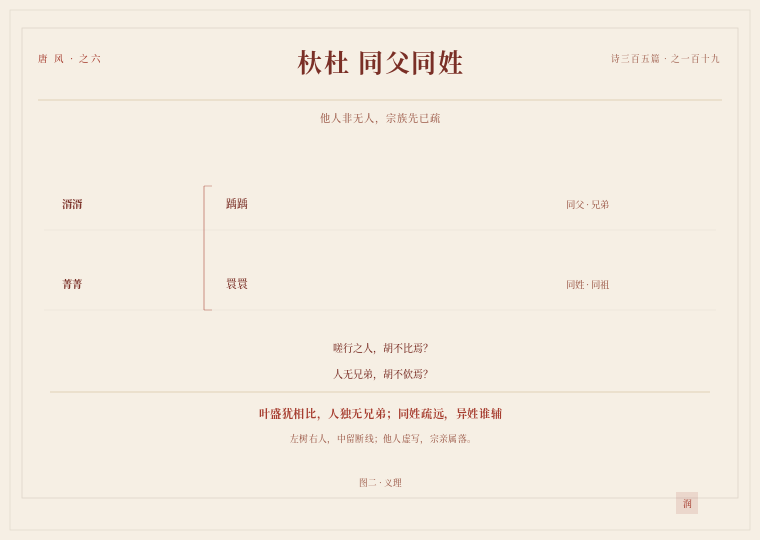 唐 风 · 之六
杕杜 同父同姓
诗三百五篇 · 之一百十九
他人非无人，宗族先已疏
湑湑 踽踽 同父 · 兄弟
菁菁 睘睘 同姓 · 同祖
嗟行之人，胡不比焉？
人无兄弟，胡不佽焉？
叶盛犹相比，人独无兄弟；同姓疏远，异姓谁辅
左树右人，中留断线；他人虚写，宗亲属落。
图二 · 义理
润